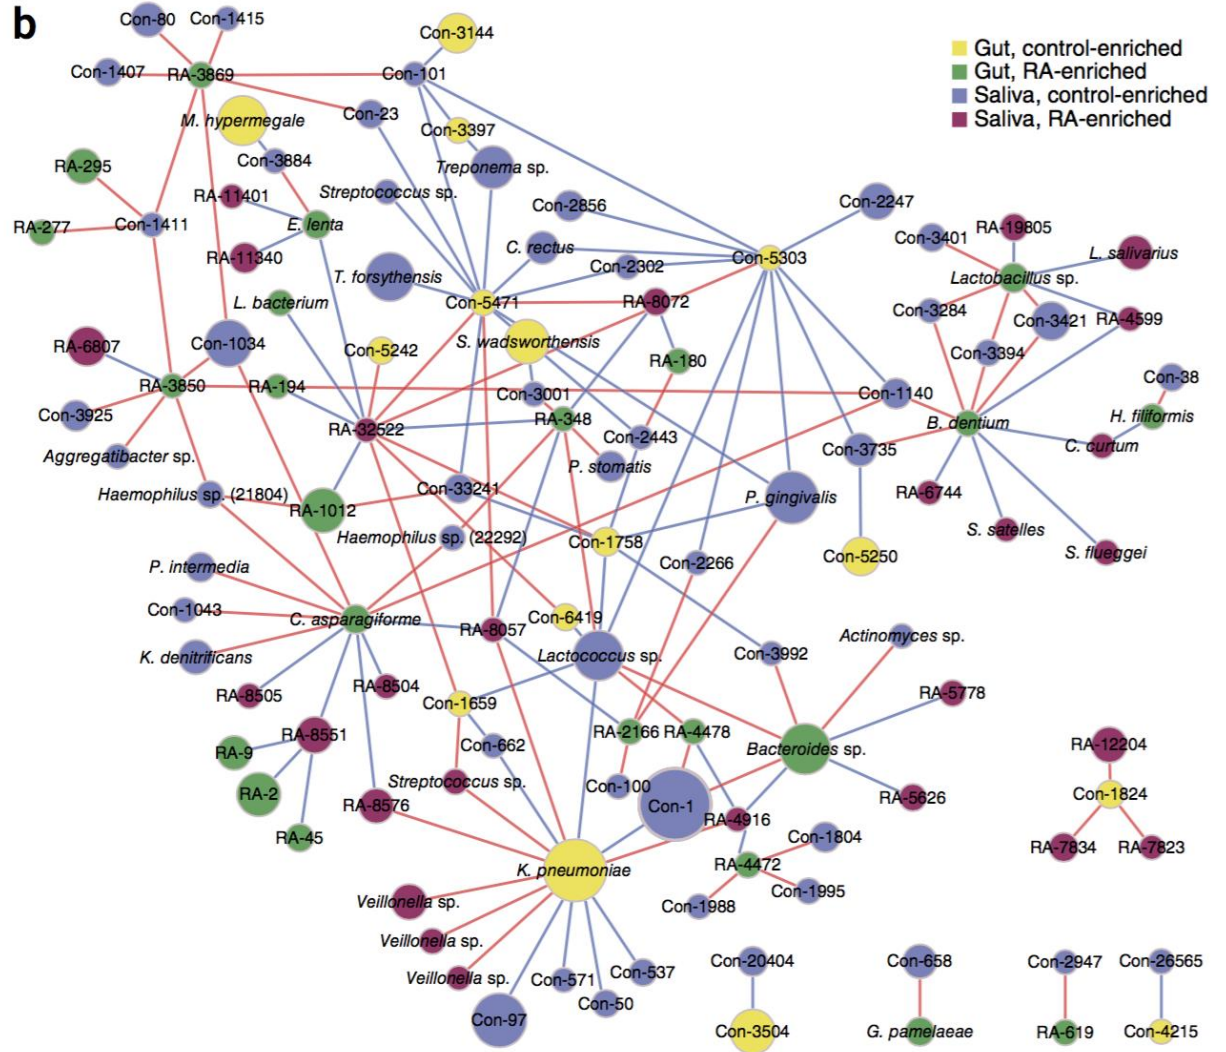 b
Con-80
Con-1415
Con-3144
Gut, control-enriched
Gut, RA-enriched
Saliva, control-enriched
Saliva, RA-enriched
Con-1407
RA-3869
Con-101
M. hypermegale
Con-23
Con-3397
Con-3884
Treponema sp.
RA-295
RA-11401
Streptococcus sp.
Con-2856
Con-2247
RA-277
Con-1411
E. lenta
C. rectus
Con-3401
RA-19805
RA-11340
Con-2302
Con-5303
L. salivarius
T. forsythensis
Lactobacillus sp.
L. bacterium
Con-5471
RA-8072
Con-3284
Con-3421
RA-4599
RA-6807
Con-1034
Con-5242
S. wadsworthensis
RA-180
Con-3394
RA-3850
RA-194
Con-3001
Con-1140
Con-38
Con-3925
RA-32522
RA-348
Con-2443
B. dentium
H. filiformis
Aggregatibacter sp.
P. stomatis
Con-3735
C. curtum
Haemophilus sp. (21804)
RA-1012
Con-33241
P. gingivalis
RA-6744
Haemophilus sp. (22292)
Con-1758
S. satelles
P. intermedia
Con-2266
Con-5250
S. flueggei
Con-1043
C. asparagiforme
Con-6419
RA-8057
K. denitrificans
Lactococcus sp.
Con-3992
Actinomyces sp.
RA-8505
RA-8504
Con-1659
RA-5778
RA-9
RA-8551
Con-662
RA-2166
RA-4478
Bacteroides sp.
RA-12204
RA-2
Streptococcus sp.
Con-100
Con-1
RA-5626
Con-1824
RA-8576
RA-4916
RA-45
Con-1804
RA-7834
RA-7823
K. pneumoniae
RA-4472
Con-1995
Veillonella sp.
Con-1988
Veillonella sp.
Veillonella sp.
Con-571
Con-537
Con-20404
Con-658
Con-2947
Con-26565
Con-97
Con-50
Con-3504
G. pamelaeae
RA-619
Con-4215